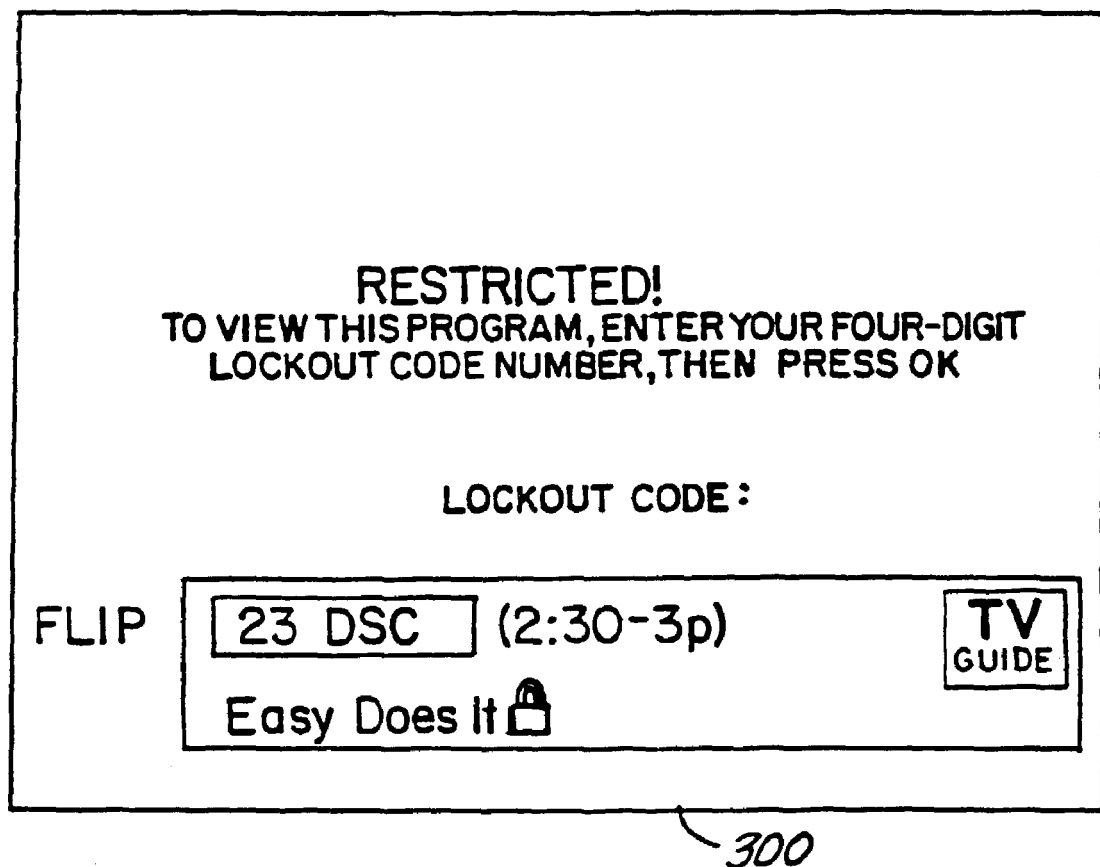 RESTRICTED!
TO VIEW THIS PROGRAM, ENTER YOUR FOUR-DIGIT
LOCKOUT CODE NUMBER, THEN PRESS OK
LOCKOUT CODE:
FLIP
23 DSC (2:30-3p)
TV
GUIDE
Easy Does It
300